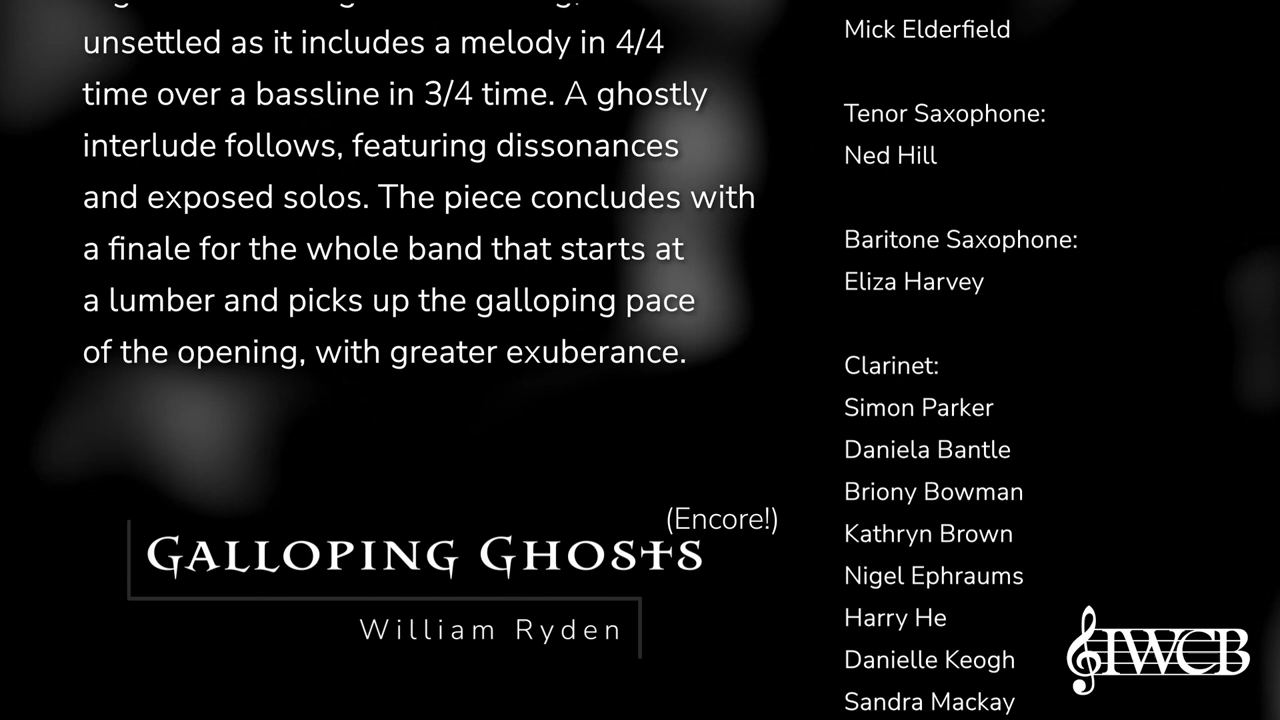 unsettled as it includes a melody in 4/4
time over a bassline in 3/4 time. A ghostly
interlude follows, featuring dissonances
and exposed solos. The piece concludes with
a finale for the whole band that starts at
a lumber and picks up the galloping pace
of the opening, with greater exuberance.
(Encore!)
Galloping Ghosts
William Ryden
Mick Elderfield
Tenor Saxophone:
Ned Hill
Baritone Saxophone:
Eliza Harvey
Clarinet:
Simon Parker
Daniela Bantle
Briony Bowman
Kathryn Brown
Nigel Ephraums
Harry He
Danielle Keogh
Sandra Mackay
IWCB